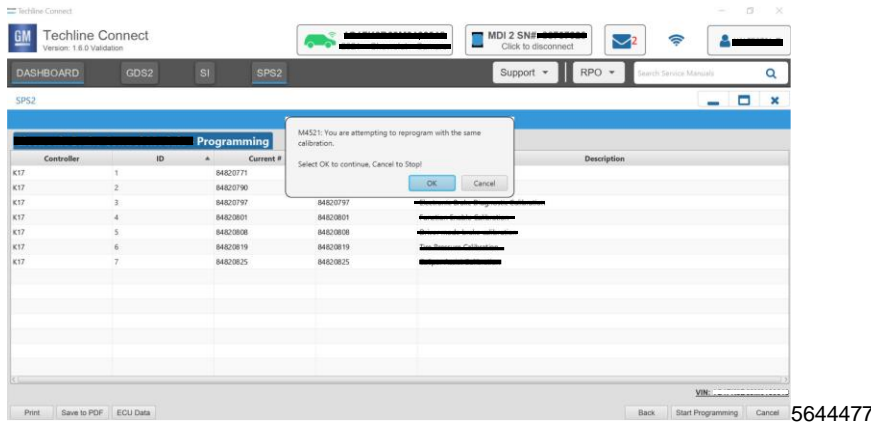 Techline Connect
GM Techline Connect
Version: 1.6.0 Validation
MDI 2 SN#
Click to disconnect
2
DASHBOARD GDS2 SI SPS2 Support RPO Search Service Manuals
SPS2
Programming
M4521: You are attempting to reprogram with the same
calibration.
Select OK to continue, Cancel to Stop!
OK Cancel
Controller ID Current # Description
K17 1 84820771
K17 2 84820790
K17 3 84820797 84820797
K17 4 84820801 84820801
K17 5 84820808 84820808
K17 6 84820819 84820819
K17 7 84820825 84820825
VIN:
Print Save to PDF ECU Data Back Start Programming Cancel
5644477